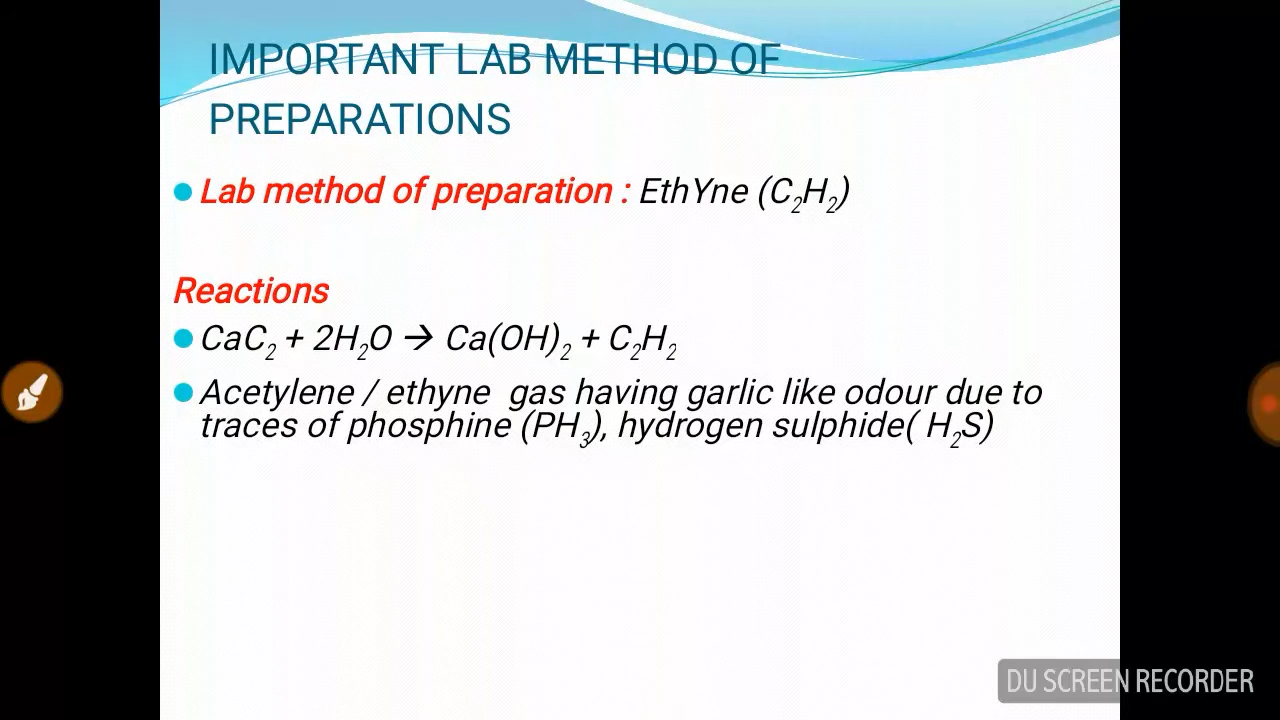 IMPORTANT LAB METHOD OF
PREPARATIONS
Lab method of preparation : EthYne (C₂H₂)
Reactions
CaC₂ + 2H₂O → Ca(OH)₂ + C₂H₂
Acetylene / ethyne gas having garlic like odour due to
traces of phosphine (PH₃), hydrogen sulphide( H₂S)
DU SCREEN RECORDER